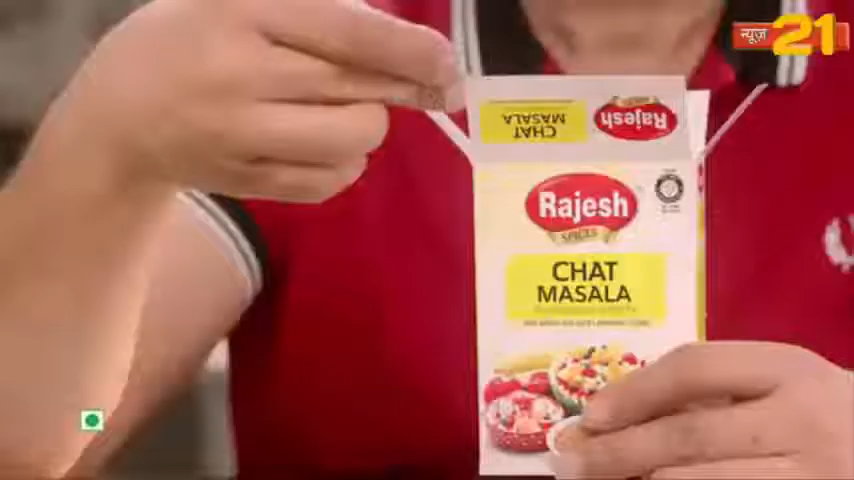 न्यूज़ 21
CHAT
MASALA
Rajesh
Rajesh
SPICES
CHAT
MASALA